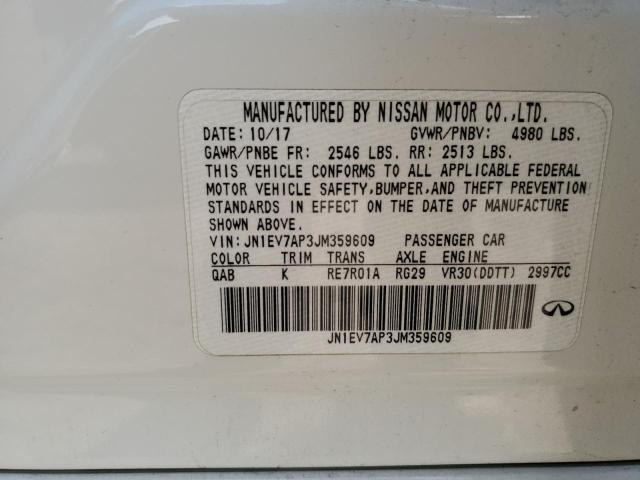 MANUFACTURED BY NISSAN MOTOR CO.,LTD.
DATE: 10/17 GVWR/PNBV: 4980 LBS.
GAWR/PNBE FR: 2546 LBS. RR: 2513 LBS.
THIS VEHICLE CONFORMS TO ALL APPLICABLE FEDERAL
MOTOR VEHICLE SAFETY,BUMPER,AND THEFT PREVENTION
STANDARDS IN EFFECT ON THE DATE OF MANUFACTURE
SHOWN ABOVE.
VIN: JN1EV7AP3JM359609 PASSENGER CAR
COLOR TRIM TRANS AXLE ENGINE
QAB K RE7R01A RG29 VR30(DDTT) 2997CC
JN1EV7AP3JM359609